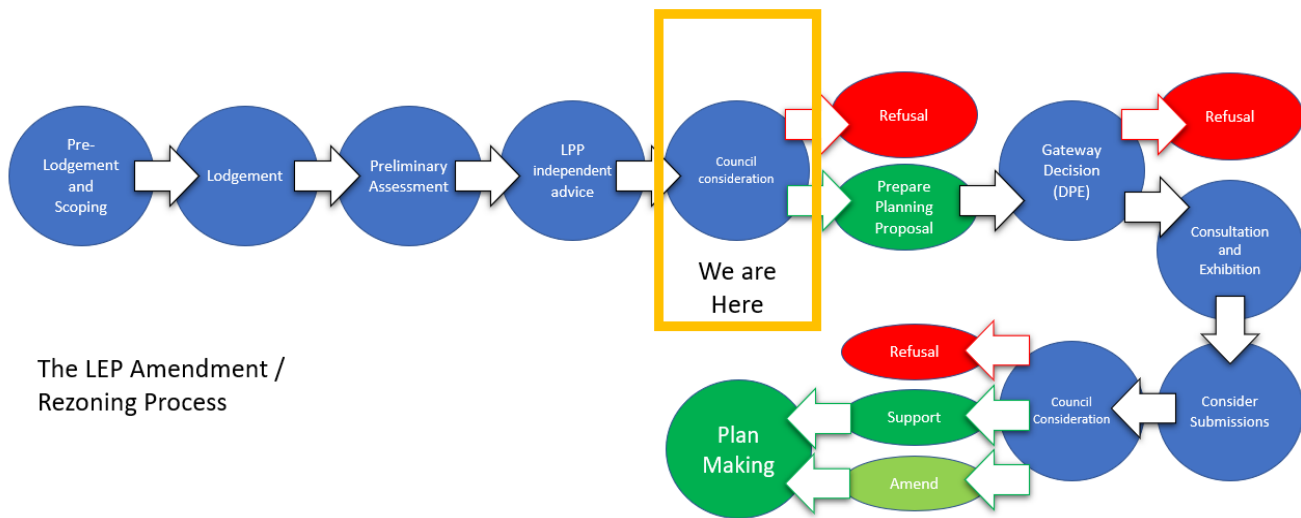 Pre-
Lodgement
and
Scoping
Lodgement
Preliminary
Assessment
LPP
independent
advice
Council
consideration
We are
Here
Refusal
Prepare
Planning
Proposal
Gateway
Decision
(DPE)
Refusal
Consultation
and
Exhibition
Consider
Submissions
Council
Consideration
Refusal
Support
Amend
Plan
Making
The LEP Amendment /
Rezoning Process